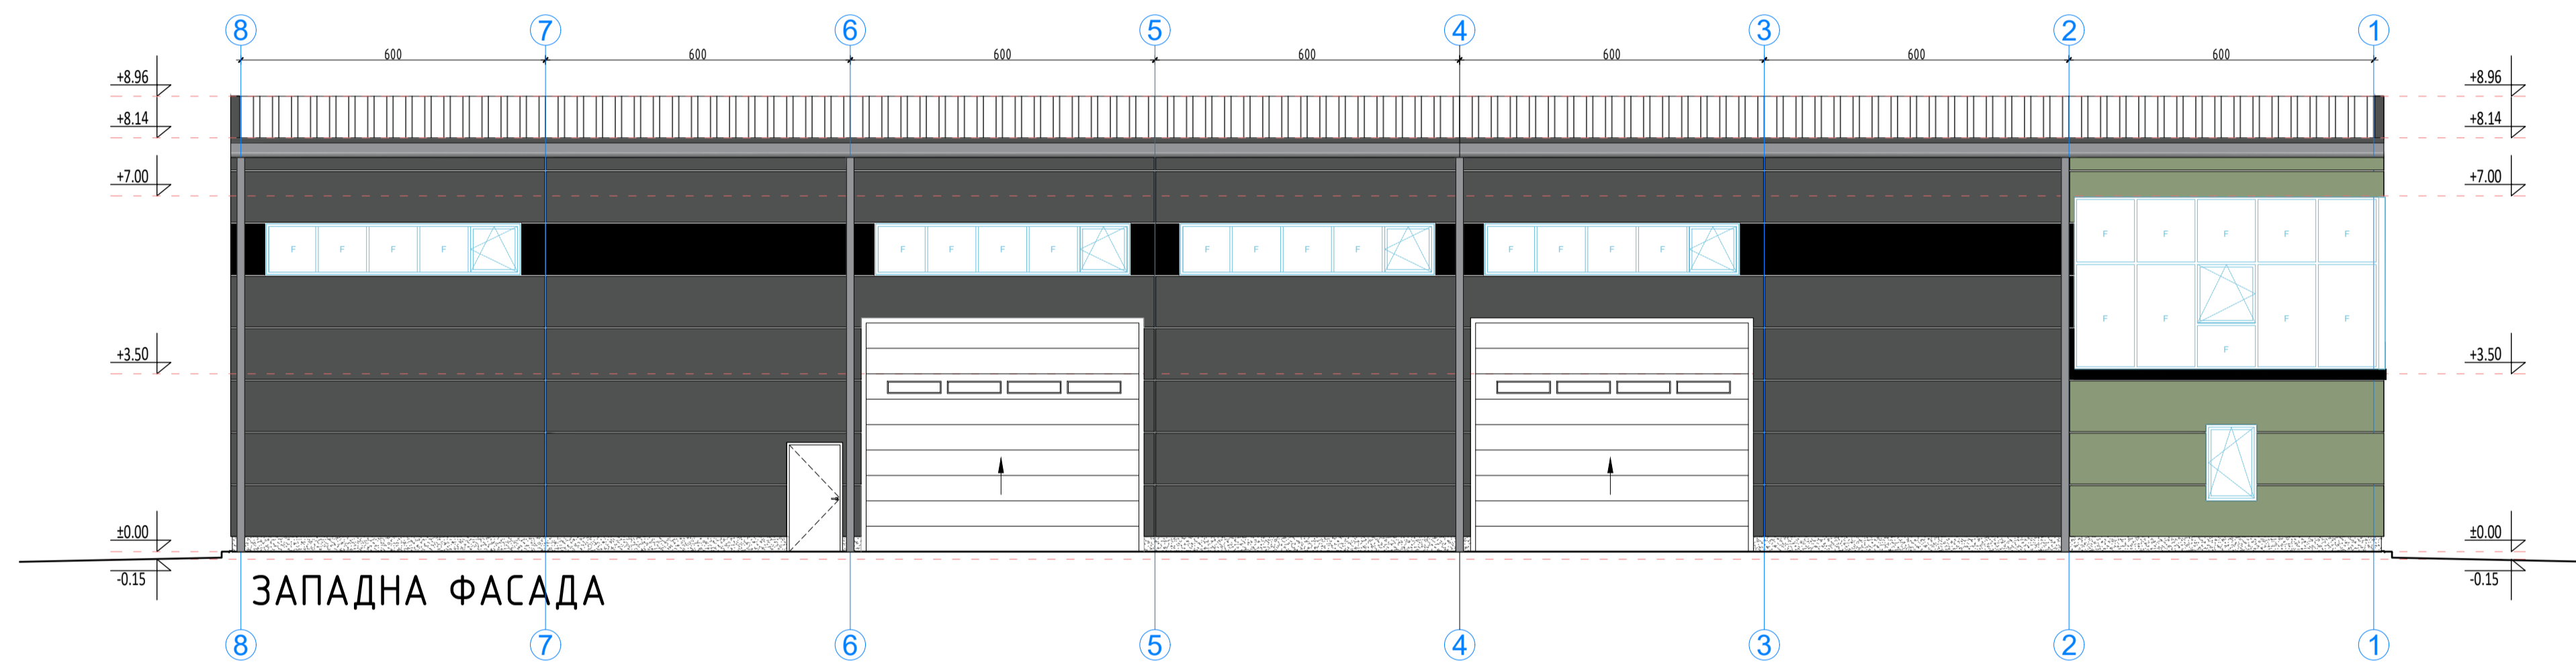 8 7 6 5 4 3 2 1
600 600 600 600 600 600 600
+8.96 +8.96
+8.14 +8.14
+7.00 +7.00
F F F F F F F F F F F F F F F F
F F F F F
+3.50 F F F F +3.50
F
±0.00 ±0.00
-0.15 -0.15
ЗАПАДНА ФАСАДА
8 7 6 5 4 3 2 1